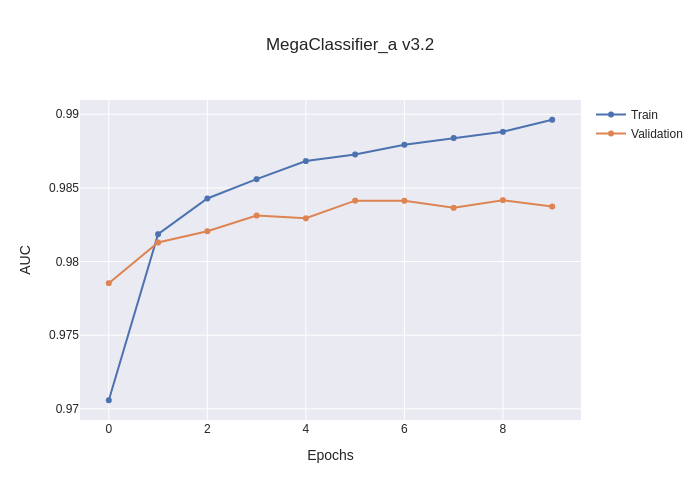 MegaClassifier_a v3.2
Train
Validation
0.99
0.985
0.98
0.975
0.97
AUC
0 2 4 6 8
Epochs